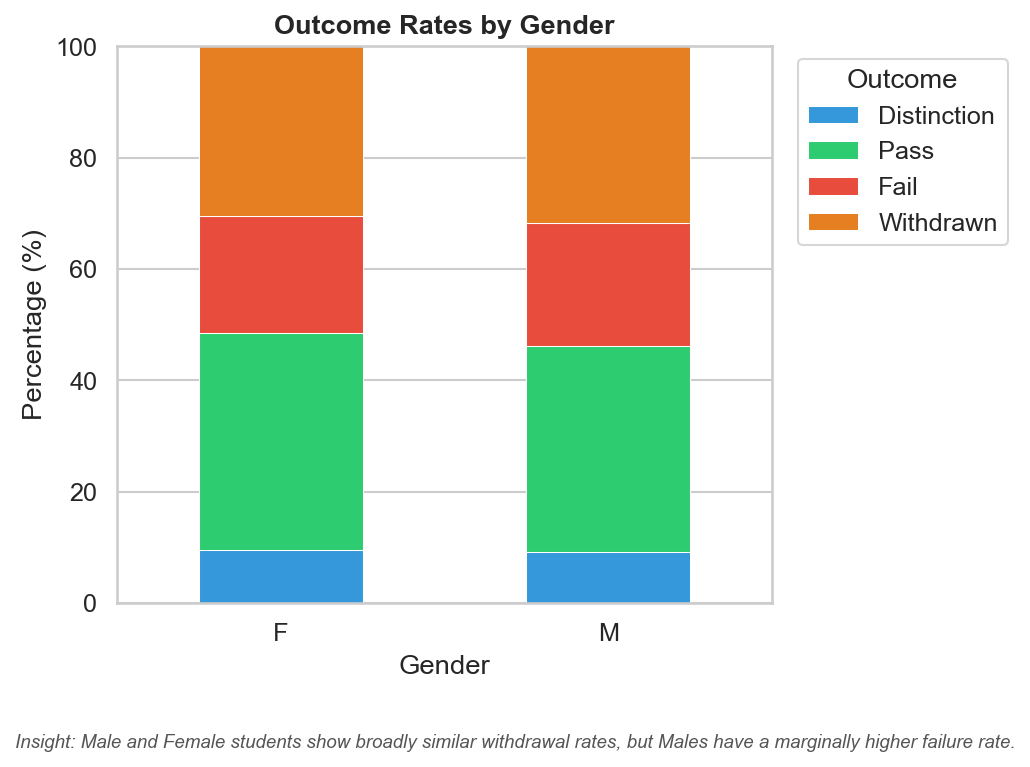 Outcome Rates by Gender
100
80
60
40
20
0
Percentage (%)
F
M
Gender
Outcome
Distinction
Pass
Fail
Withdrawn
Insight: Male and Female students show broadly similar withdrawal rates, but Males have a marginally higher failure rate.